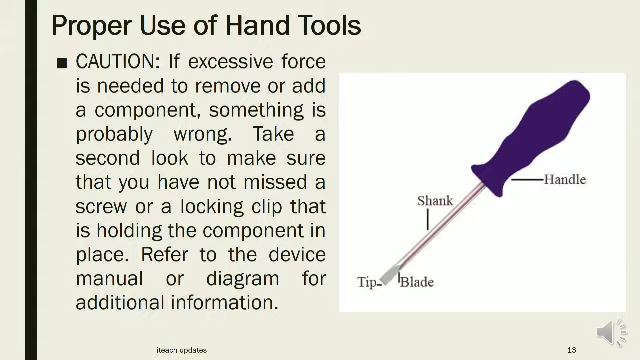 Proper Use of Hand Tools
■ CAUTION: If excessive force
is needed to remove or add
a component, something is
probably wrong. Take a
second look to make sure
that you have not missed a
screw or a locking clip that
is holding the component in
place. Refer to the device
manual or diagram for
additional information.
Handle
Shank
Tip
Blade
iteach updates
13